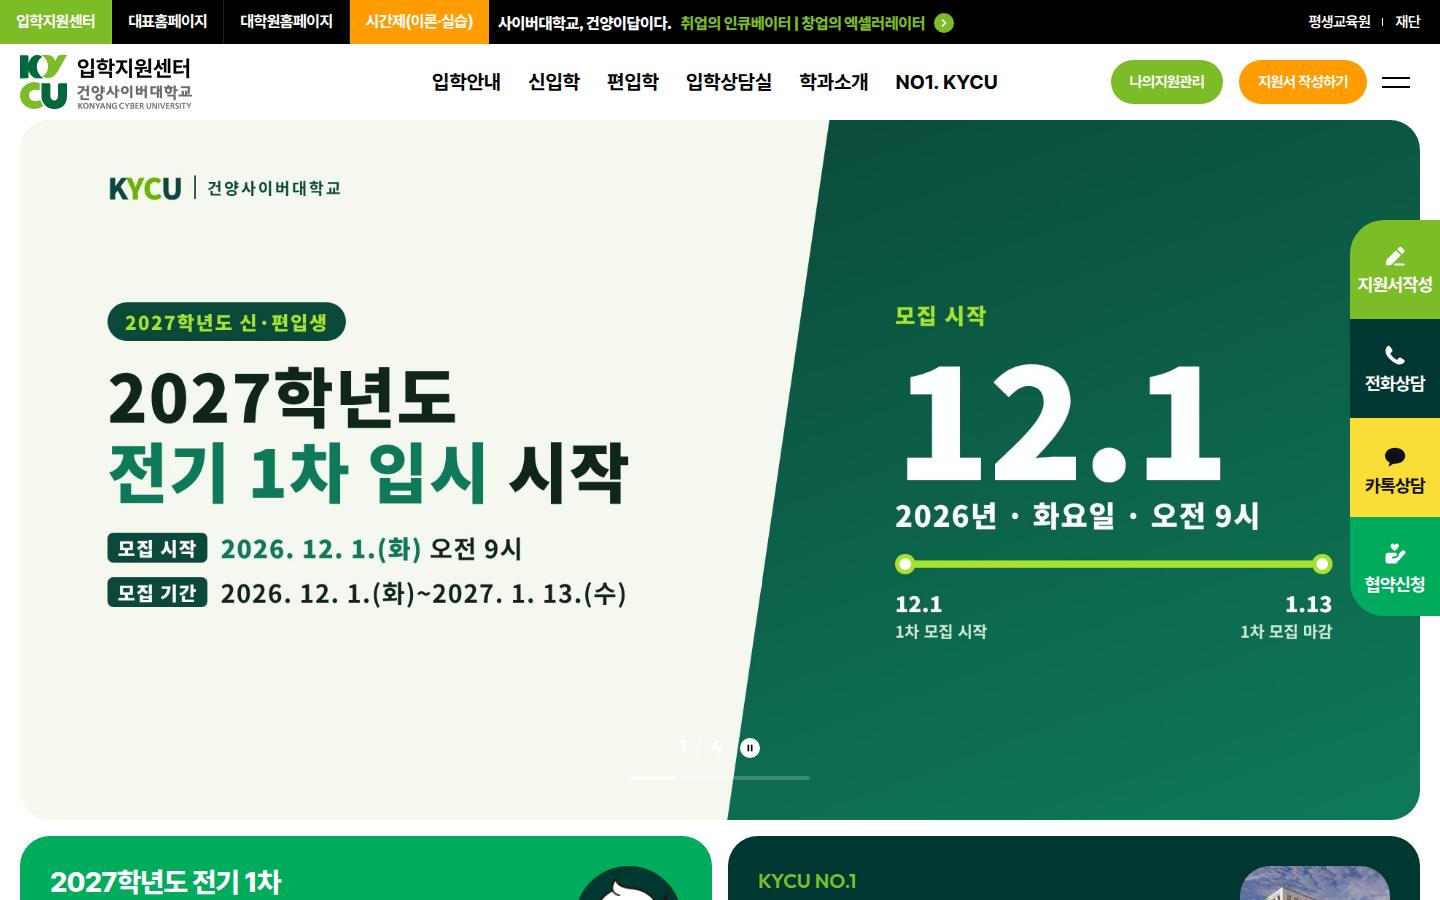 입학지원센터 대표홈페이지 대학원홈페이지 시간제(이론·실습) 사이버대학교, 건양이답이다. 취업의 인큐베이터 | 창업의 엑셀러레이터 평생교육원 재단
KY
CU
입학지원센터
건양사이버대학교
KONYANG CYBER UNIVERSITY
입학안내 신입학 편입학 입학상담실 학과소개 NO1. KYCU
나의지원관리 지원서 작성하기
KYCU 건양사이버대학교
2027학년도 신·편입생
2027학년도
전기 1차 입시 시작
모집 시작 2026. 12. 1.(화) 오전 9시
모집 기간 2026. 12. 1.(화)~2027. 1. 13.(수)
모집 시작
12.1
2026년 · 화요일 · 오전 9시
12.1 1.13
1차 모집 시작 1차 모집 마감
1 / 4
지원서작성
전화상담
카톡상담
협약신청
2027학년도 전기 1차
KYCU NO.1